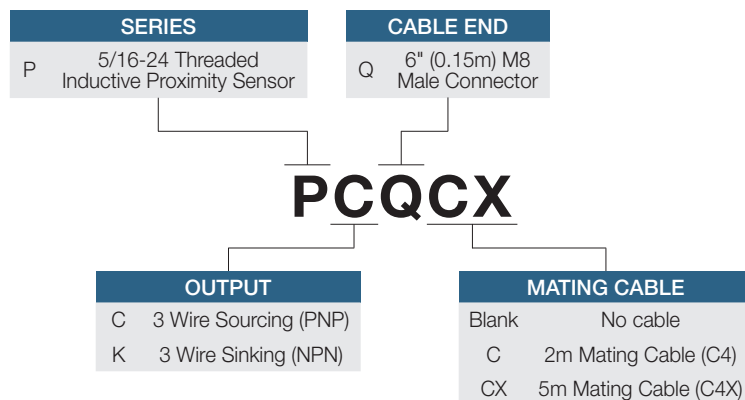 SERIES
P 5/16-24 Threaded
Inductive Proximity Sensor
CABLE END
Q 6" (0.15m) M8
Male Connector
PCQCX
OUTPUT
C 3 Wire Sourcing (PNP)
K 3 Wire Sinking (NPN)
MATING CABLE
Blank No cable
C 2m Mating Cable (C4)
CX 5m Mating Cable (C4X)